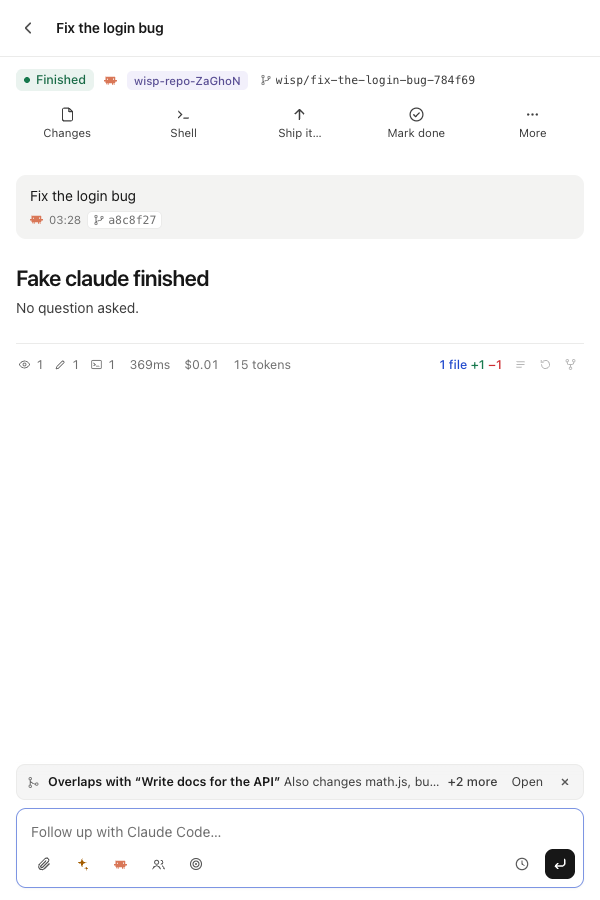 Fix the login bug
Finished wisp-repo-ZaGhoN wisp/fix-the-login-bug-784f69
Changes Shell Ship it... Mark done More
Fix the login bug
03:28 a8c8f27
Fake claude finished
No question asked.
1 1 1 369ms $0.01 15 tokens 1 file +1 −1
Overlaps with “Write docs for the API” Also changes math.js, bu... +2 more Open ×
Follow up with Claude Code...